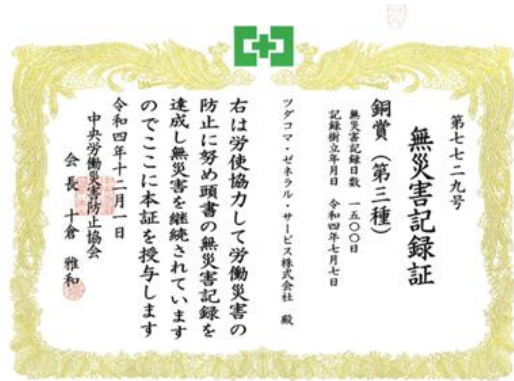 第七七二九号
無災害記録証
銅賞（第三種）
無災害記録日数　一五〇〇日
記録樹立年月日　令和四年七月七日
ツダコマ・ゼネラル・サービス株式会社　殿
右は労使協力して労働災害の
防止に努め頭書の無災害記録を
達成し無災害を継続されています
のでここに本証を授与します
令和四年十二月一日
中央労働災害防止協会
会長　十倉　雅和